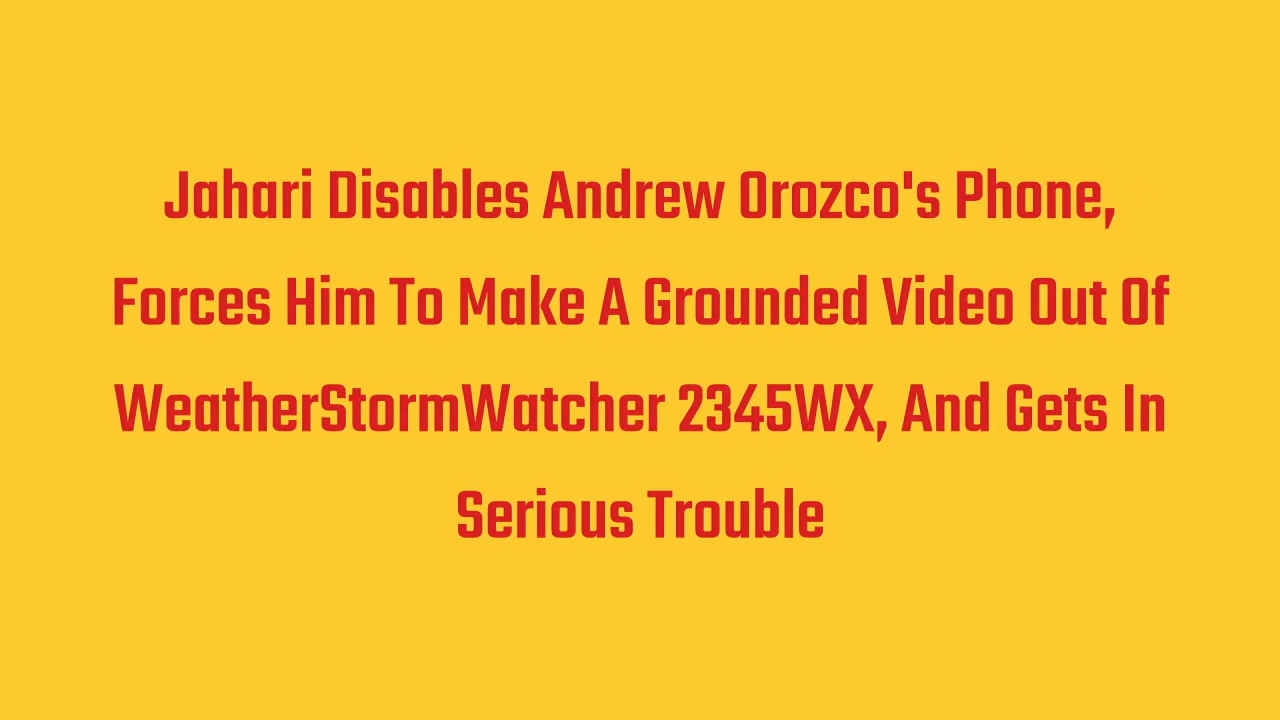 Jahari Disables Andrew Orozco's Phone,
Forces Him To Make A Grounded Video Out Of
WeatherStormWatcher 2345WX, And Gets In
Serious Trouble